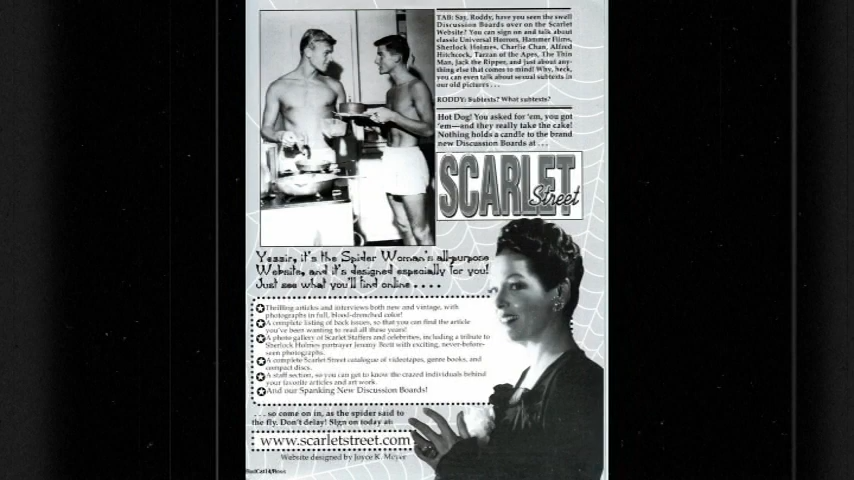 TAB: Say, Roddy, have you seen the swell
Discussion Boards over on the Scarlet
Website? You can sign on and talk about
classic Universal Horrors, Hammer Films,
Sherlock Holmes, Charlie Chan, Alfred
Hitchcock, Tarzan of the Apes, The Thin
Man, Jack the Ripper, and just about any-
thing else that comes to mind! Why, heck,
you can even talk about sexual subtexts in
our old pictures . . .
RODDY: Subtexts? What subtexts?
Hot Dog! You asked for 'em, you got
'em—and they really take the cake!
Nothing holds a candle to the brand
new Discussion Boards at . . .
SCARLET
Street
Yessir, it's the Spider Woman's all-purpose
Website, and it's designed especially for you!
Just see what you'll find online . . . .
Thrilling articles and interviews both new and vintage, with
photographs in full, blood-drenched color!
A complete listing of back issues, so that you can find the article
you've been wanting to read all these years!
A photo gallery of Scarlet Staffers and celebrities, including a tribute to
Sherlock Holmes portrayer Jeremy Brett with exciting, never-before-
seen photographs.
A complete Scarlet Street catalogue of videotapes, genre books, and
compact discs.
A staff section, so you can get to know the crazed individuals behind
your favorite articles and art work.
And our Spanking New Discussion Boards!
. . . so come on in, as the spider said to
the fly. Don't delay! Sign on today at:
www.scarletstreet.com
Website designed by Joyce K. Meyer